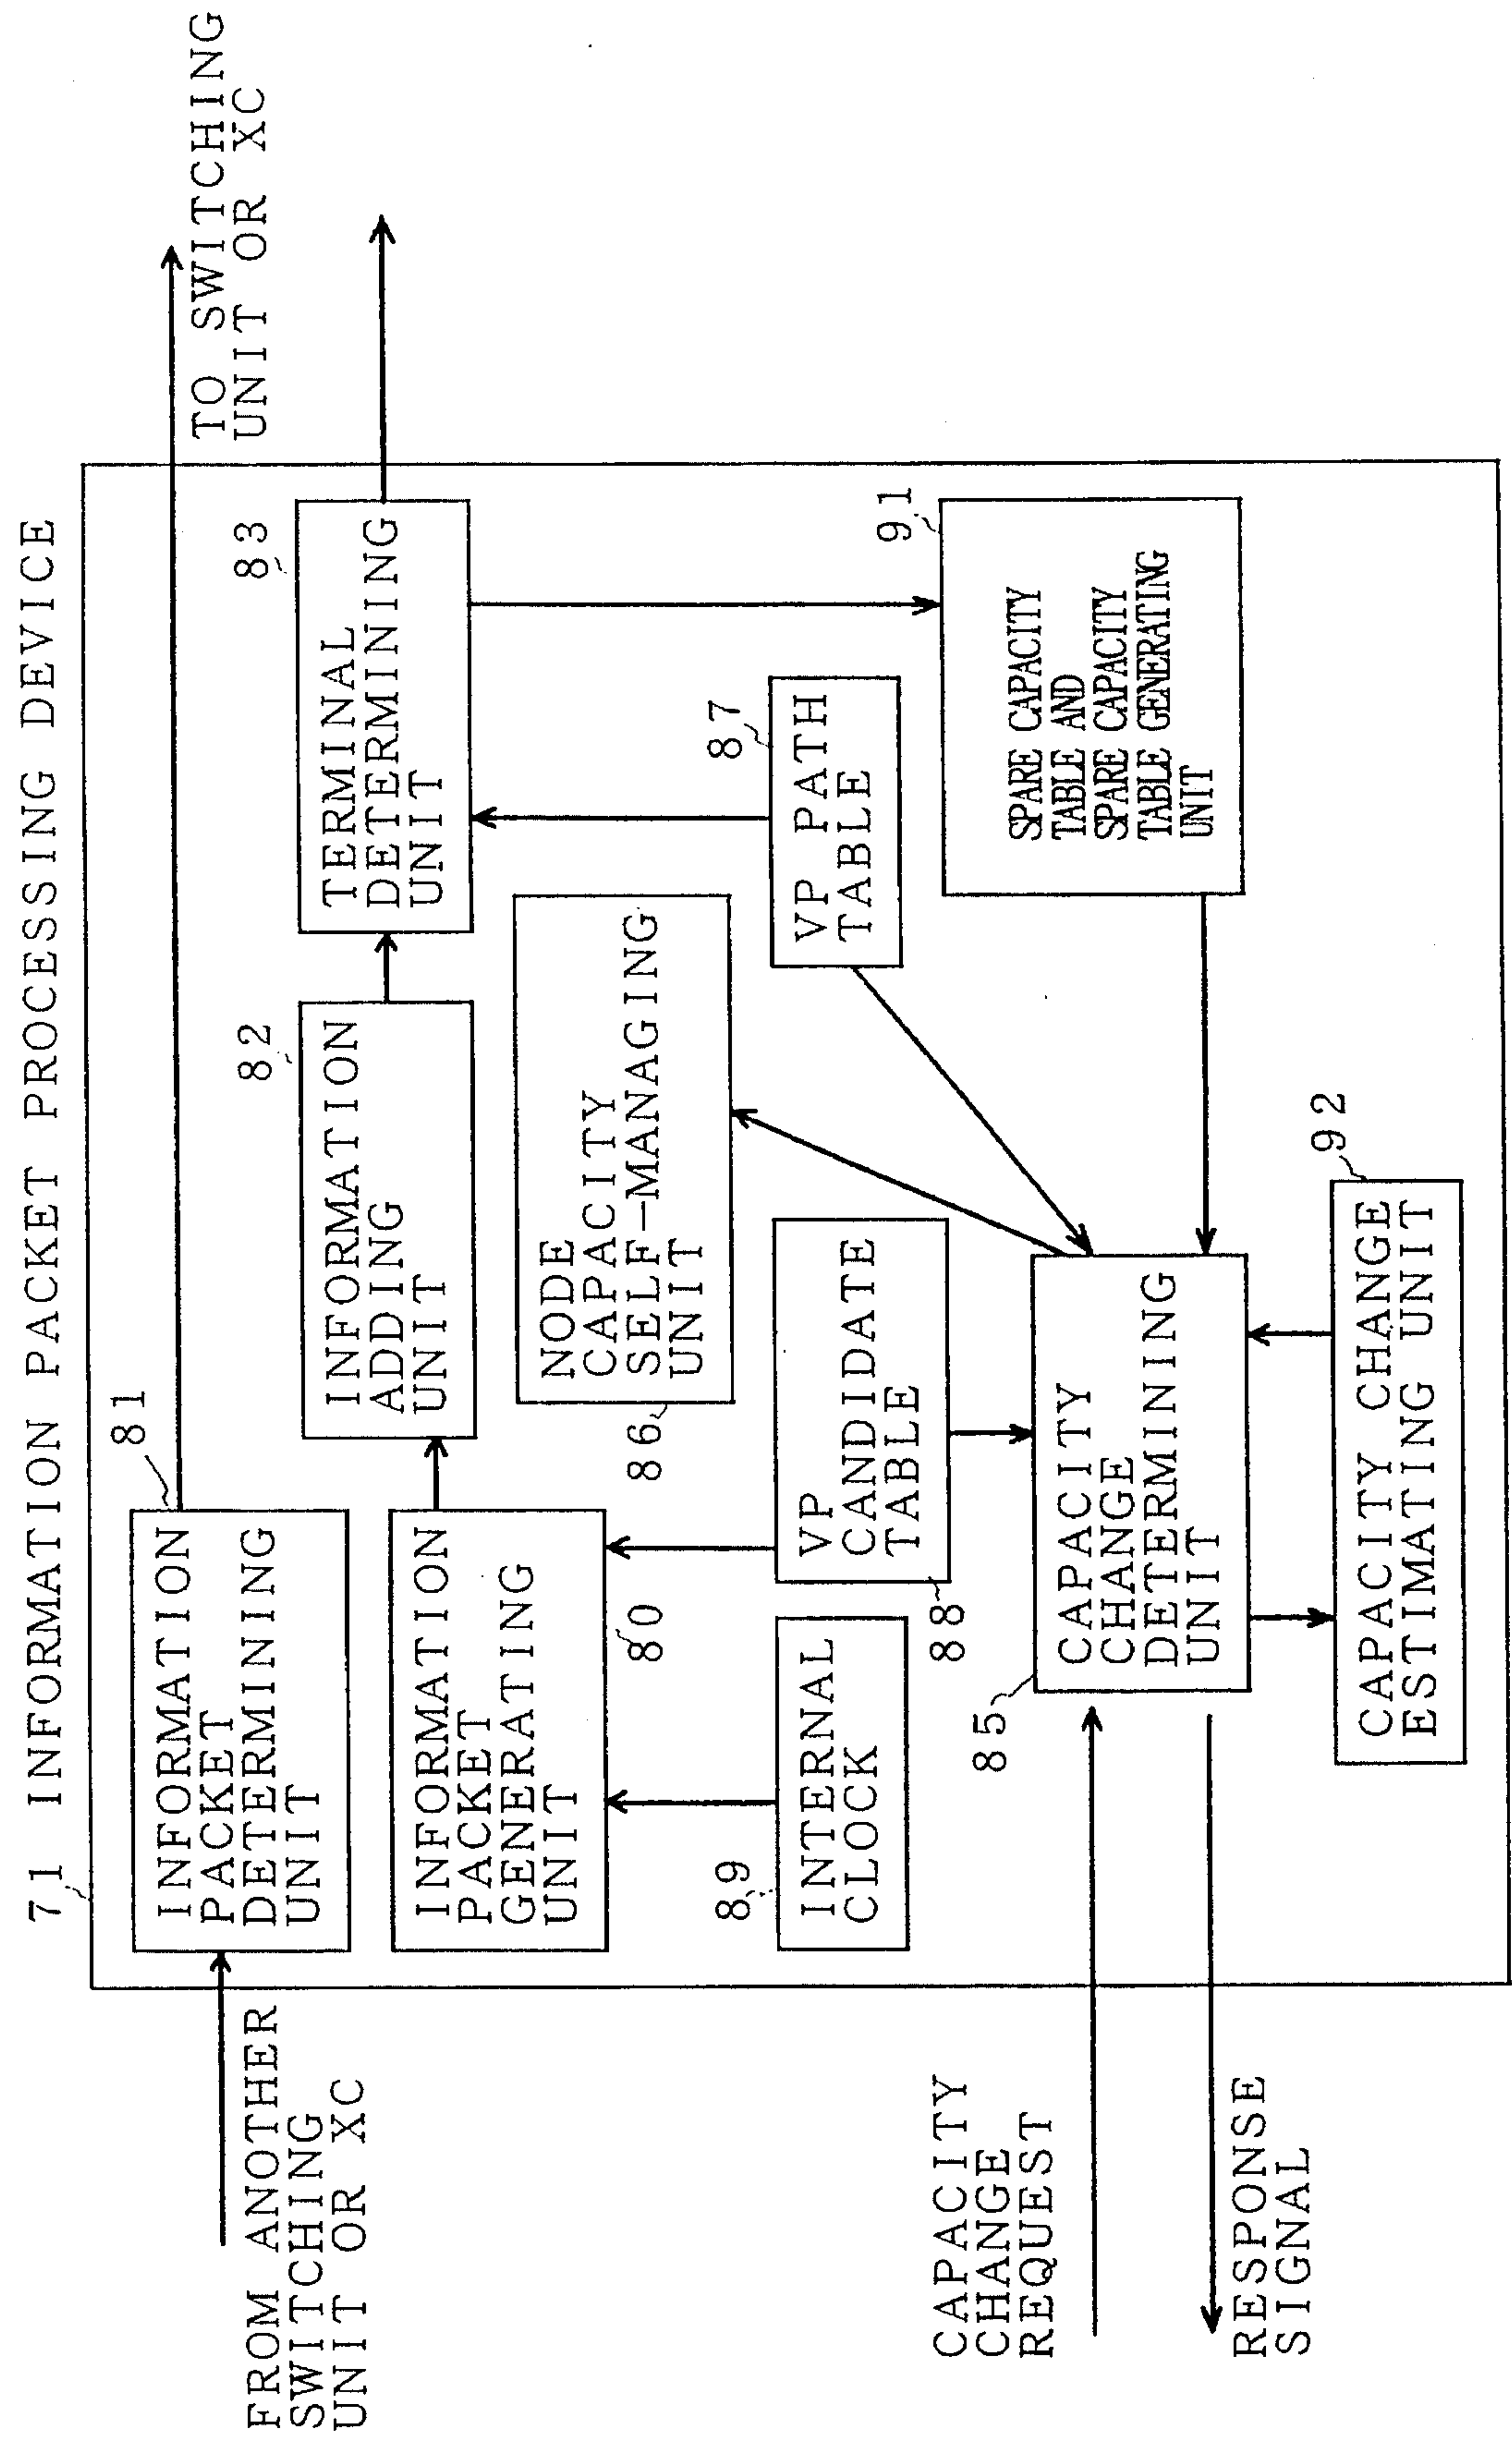 71 INFORMATION PACKET PROCESSING DEVICE
FROM ANOTHER
SWITCHING
UNIT OR XC
81
INFORMATION
PACKET
DETERMINING
UNIT
TO SWITCHING
UNIT OR XC
INFORMATION
PACKET
GENERATING
UNIT
80
82
INFORMATION
ADDING
UNIT
83
TERMINAL
DETERMINING
UNIT
86
NODE
CAPACITY
SELF-MANAGING
UNIT
89
INTERNAL
CLOCK
88
VP
CANDIDATE
TABLE
87
VP PATH
TABLE
91
SPARE CAPACITY
TABLE AND
SPARE CAPACITY
TABLE GENERATING
UNIT
CAPACITY
CHANGE
REQUEST
85
CAPACITY
CHANGE
DETERMINING
UNIT
RESPONSE
SIGNAL
92
CAPACITY CHANGE
ESTIMATING UNIT